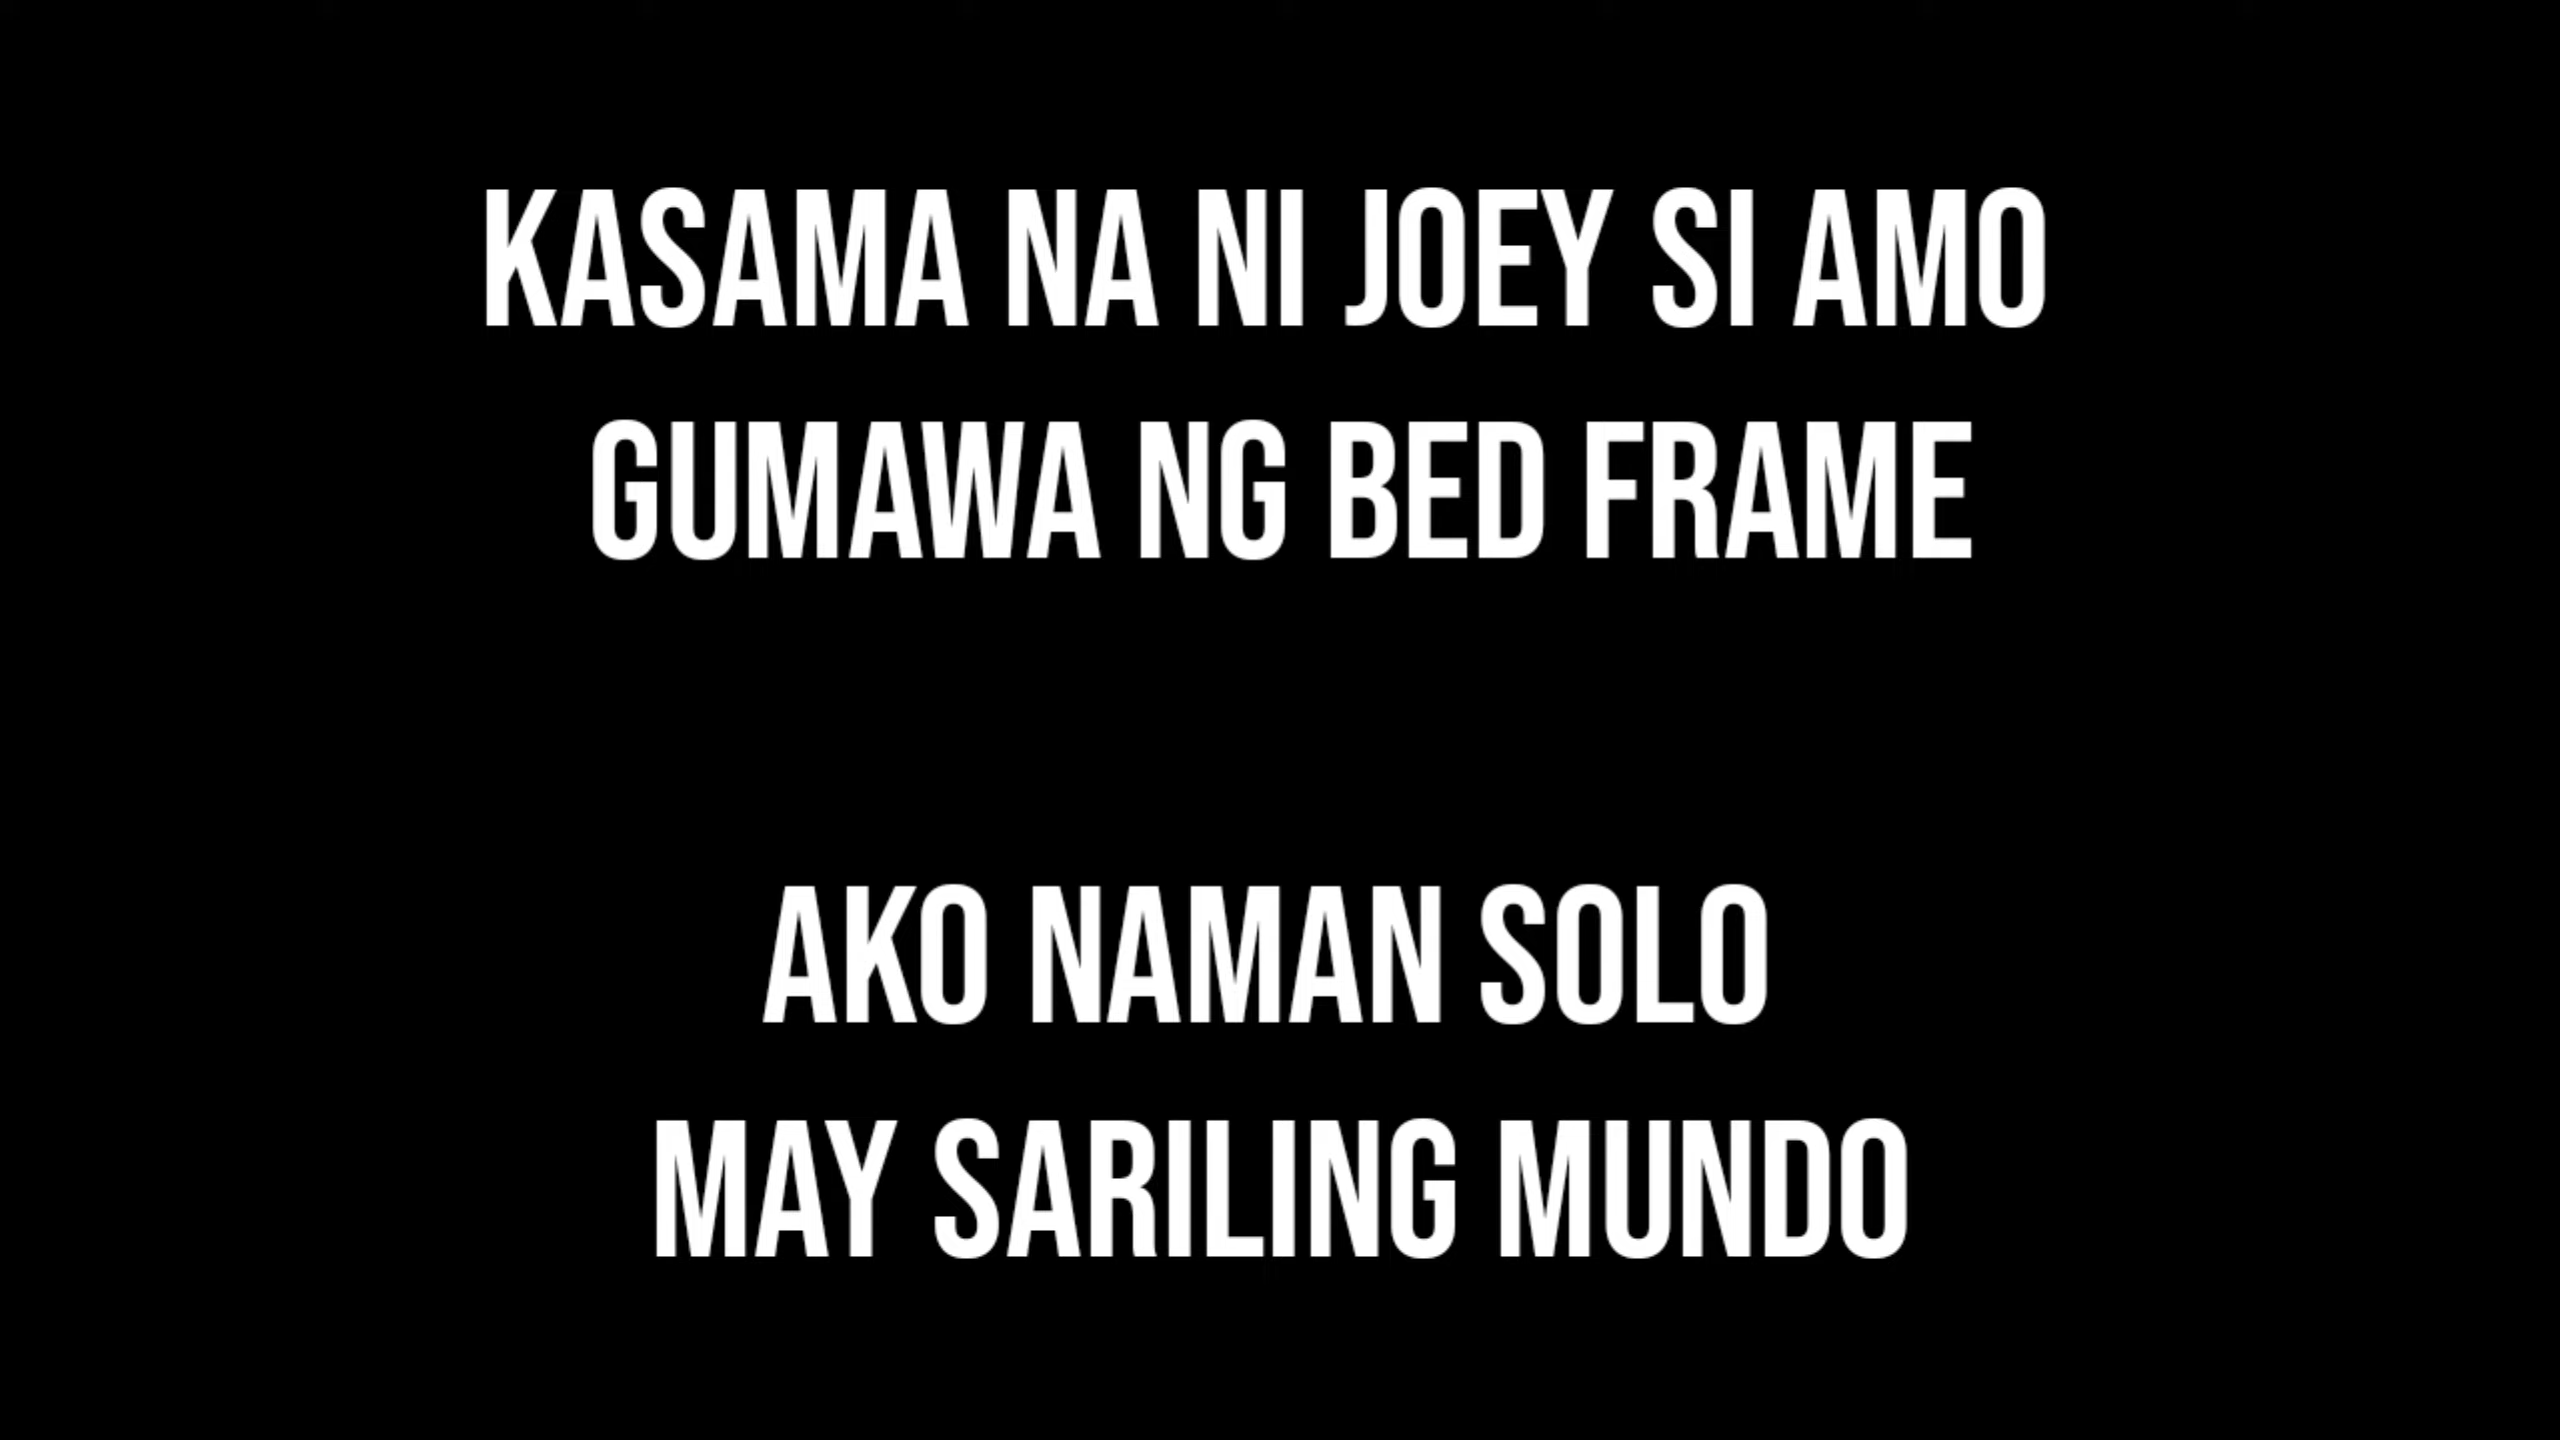 KASAMA NA NI JOEY SI AMO
GUMAWA NG BED FRAME
AKO NAMAN SOLO
MAY SARILING MUNDO